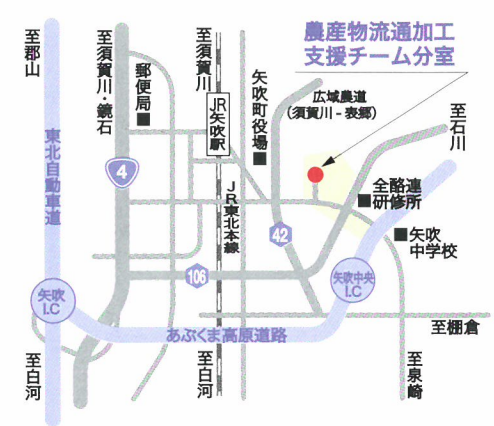 農産物流通加工
支援チーム分室
至郡山
至須賀川・鏡石
郵便局
至須賀川
JR
矢吹駅
矢吹町役場
広域農道
(須賀川-表郷)
至石川
東北自動車道
4
JR東北本線
全酪連
研修所
42
矢吹
中学校
106
矢吹
I.C
矢吹中央
I.C
あぶくま高原道路
至棚倉
至白河
至白河
至泉崎